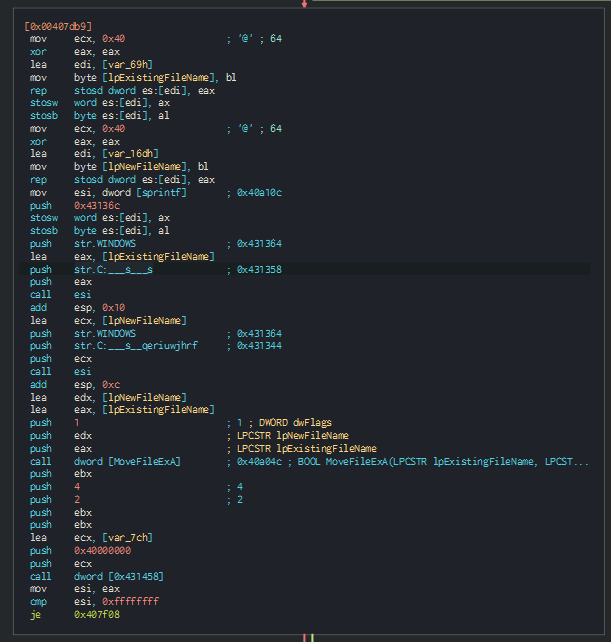 [0x00407db9]
mov ecx, 0x40 ; '@' ; 64
xor eax, eax
lea edi, [var_69h]
mov byte [lpExistingFileName], bl
rep stosd dword es:[edi], eax
stosw word es:[edi], ax
stosb byte es:[edi], al
mov ecx, 0x40 ; '@' ; 64
xor eax, eax
lea edi, [var_16dh]
mov byte [lpNewFileName], bl
rep stosd dword es:[edi], eax
mov esi, dword [sprintf] ; 0x40a10c
push 0x43136c
stosw word es:[edi], ax
stosb byte es:[edi], al
push str.WINDOWS ; 0x431364
lea eax, [lpExistingFileName]
push str.C:___s___s ; 0x431358
push eax
call esi
add esp, 0x10
lea ecx, [lpNewFileName]
push str.WINDOWS ; 0x431364
push str.C:___s__qeriuwjhrf ; 0x431344
push ecx
call esi
add esp, 0xc
lea edx, [lpNewFileName]
lea eax, [lpExistingFileName]
push 1 ; 1 ; DWORD dwFlags
push edx ; LPCSTR lpNewFileName
push eax ; LPCSTR lpExistingFileName
call dword [MoveFileExA] ; 0x40a04c ; BOOL MoveFileExA(LPCSTR lpExistingFileName, LPCST...
push ebx
push 4 ; 4
push 2 ; 2
push ebx
push ebx
lea ecx, [var_7ch]
push 0x40000000
push ecx
call dword [0x431458]
mov esi, eax
cmp esi, 0xffffffff
je 0x407f08